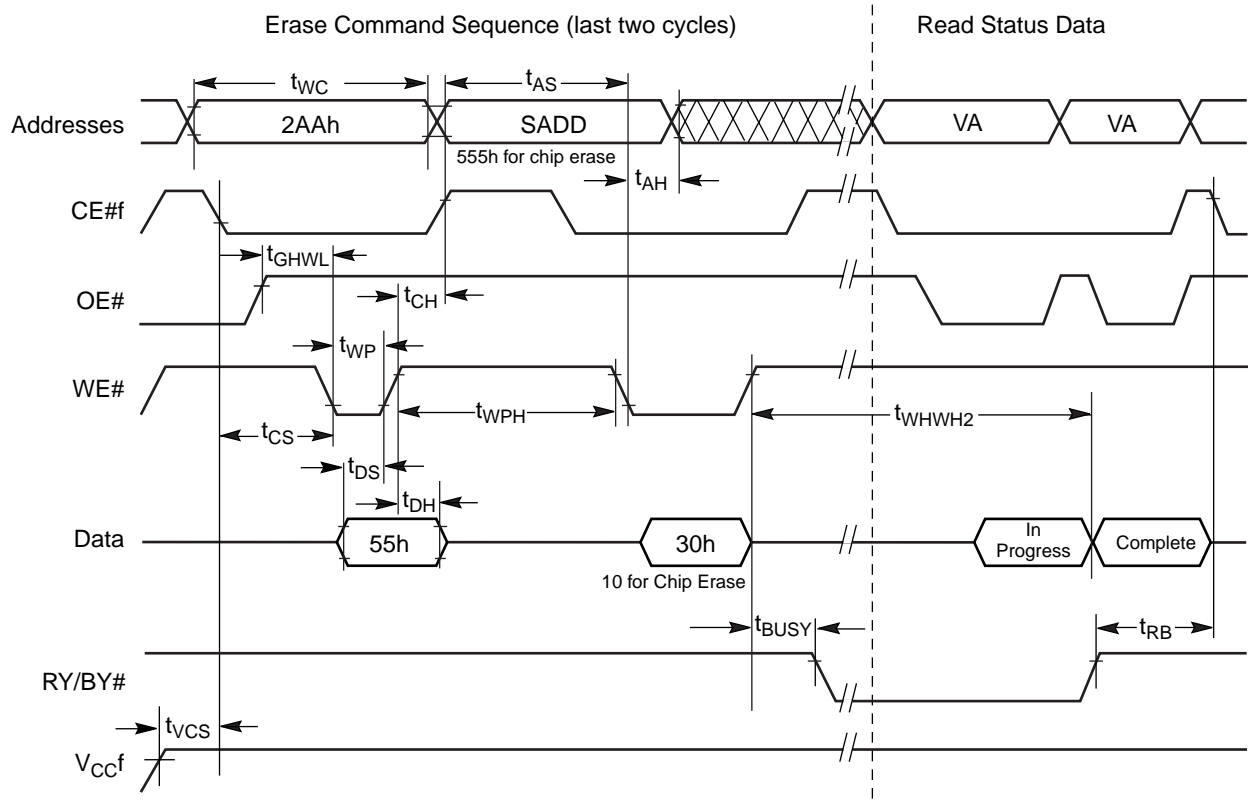 Erase Command Sequence (last two cycles)
Read Status Data
tWC
tAS
Addresses
2AAh
SADD
VA
VA
555h for chip erase
tAH
CE#f
tGHWL
OE#
tCH
tWP
WE#
tWPH
tWHWH2
tCS
tDS
tDH
Data
55h
30h
In
Progress
Complete
10 for Chip Erase
tBUSY
tRB
RY/BY#
tVCS
VCCf